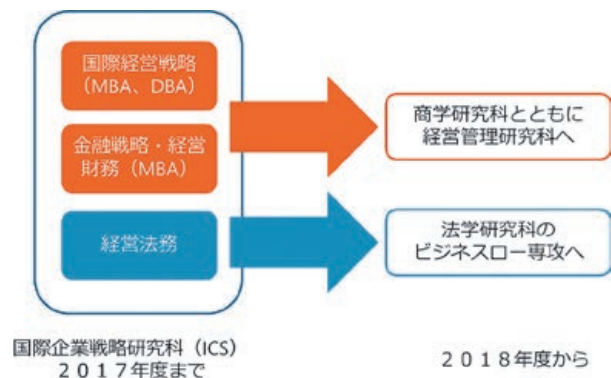 国際経営戦略
（MBA、DBA）
金融戦略・経営
財務（MBA）
経営法務
商学研究科とともに
経営管理研究科へ
法学研究科の
ビジネスロー専攻へ
国際企業戦略研究科（ICS）
２０１７年度まで
２０１８年度から